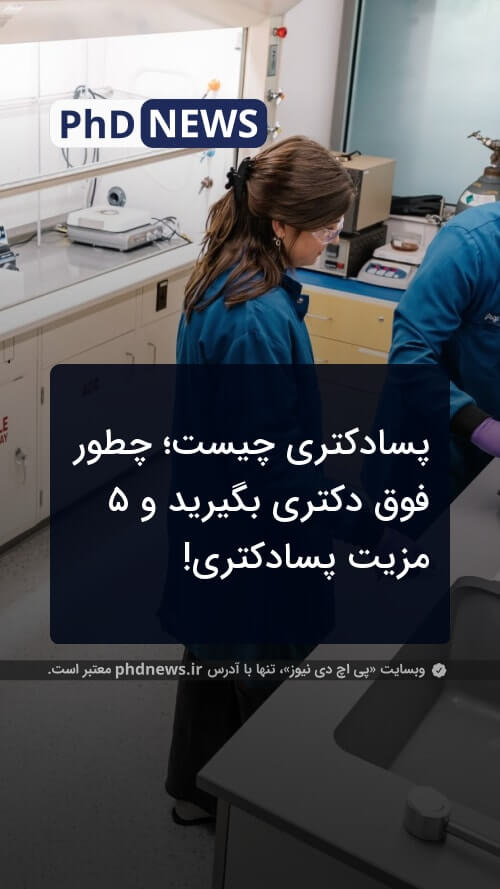 PhD NEWS
پسادکتری چیست؛ چطور
فوق دکتری بگیرید و ۵
مزیت پسادکتری!
وبسایت «پی اچ دی نیوز»، تنها با آدرس phdnews.ir معتبر است.